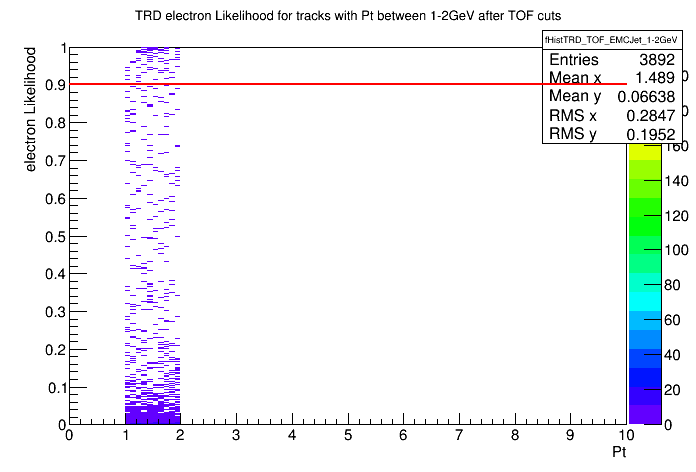 TRD electron Likelihood for tracks with Pt between 1-2GeV after TOF cuts
fHistTRD_TOF_EMCJet_1-2GeV
Entries 3892
Mean x 1.489
Mean y 0.06638
RMS x 0.2847
RMS y 0.1952
electron Likelihood
1
0.9
0.8
0.7
0.6
0.5
0.4
0.3
0.2
0.1
0
0 1 2 3 4 5 6 7 8 9 10
Pt
160
140
120
100
80
60
40
20
0